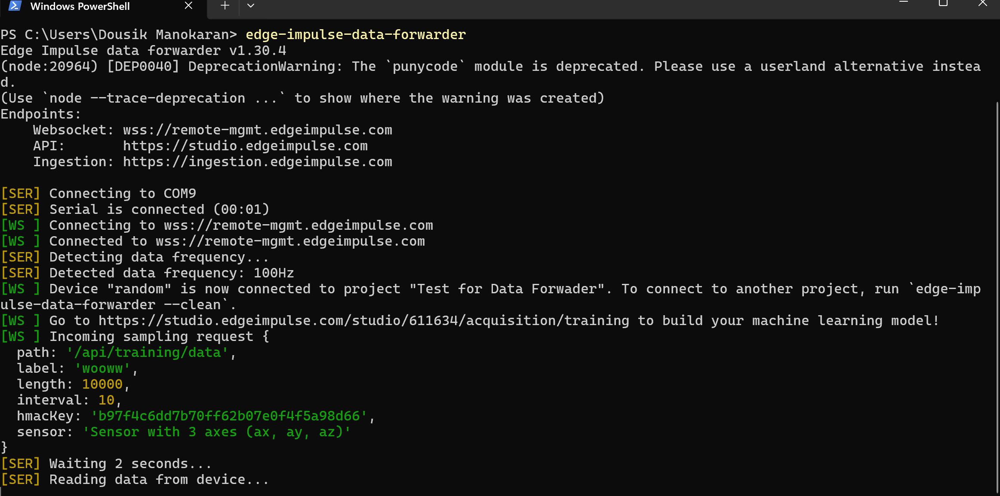 Windows PowerShell
PS C:\Users\Dousik Manokaran> edge-impulse-data-forwarder
Edge Impulse data forwarder v1.30.4
(node:20964) [DEP0040] DeprecationWarning: The `punycode` module is deprecated. Please use a userland alternative instea
d.
(Use `node --trace-deprecation ...` to show where the warning was created)
Endpoints:
    Websocket: wss://remote-mgmt.edgeimpulse.com
    API:       https://studio.edgeimpulse.com
    Ingestion: https://ingestion.edgeimpulse.com
[SER] Connecting to COM9
[SER] Serial is connected (00:01)
[WS ] Connecting to wss://remote-mgmt.edgeimpulse.com
[WS ] Connected to wss://remote-mgmt.edgeimpulse.com
[SER] Detecting data frequency...
[SER] Detected data frequency: 100Hz
[WS ] Device "random" is now connected to project "Test for Data Forwader". To connect to another project, run `edge-imp
ulse-data-forwarder --clean`.
[WS ] Go to https://studio.edgeimpulse.com/studio/611634/acquisition/training to build your machine learning model!
[WS ] Incoming sampling request {
  path: '/api/training/data',
  label: 'wooww',
  length: 10000,
  interval: 10,
  hmacKey: 'b97f4c6dd7b70ff62b07e0f4f5a98d66',
  sensor: 'Sensor with 3 axes (ax, ay, az)'
}
[SER] Waiting 2 seconds...
[SER] Reading data from device...